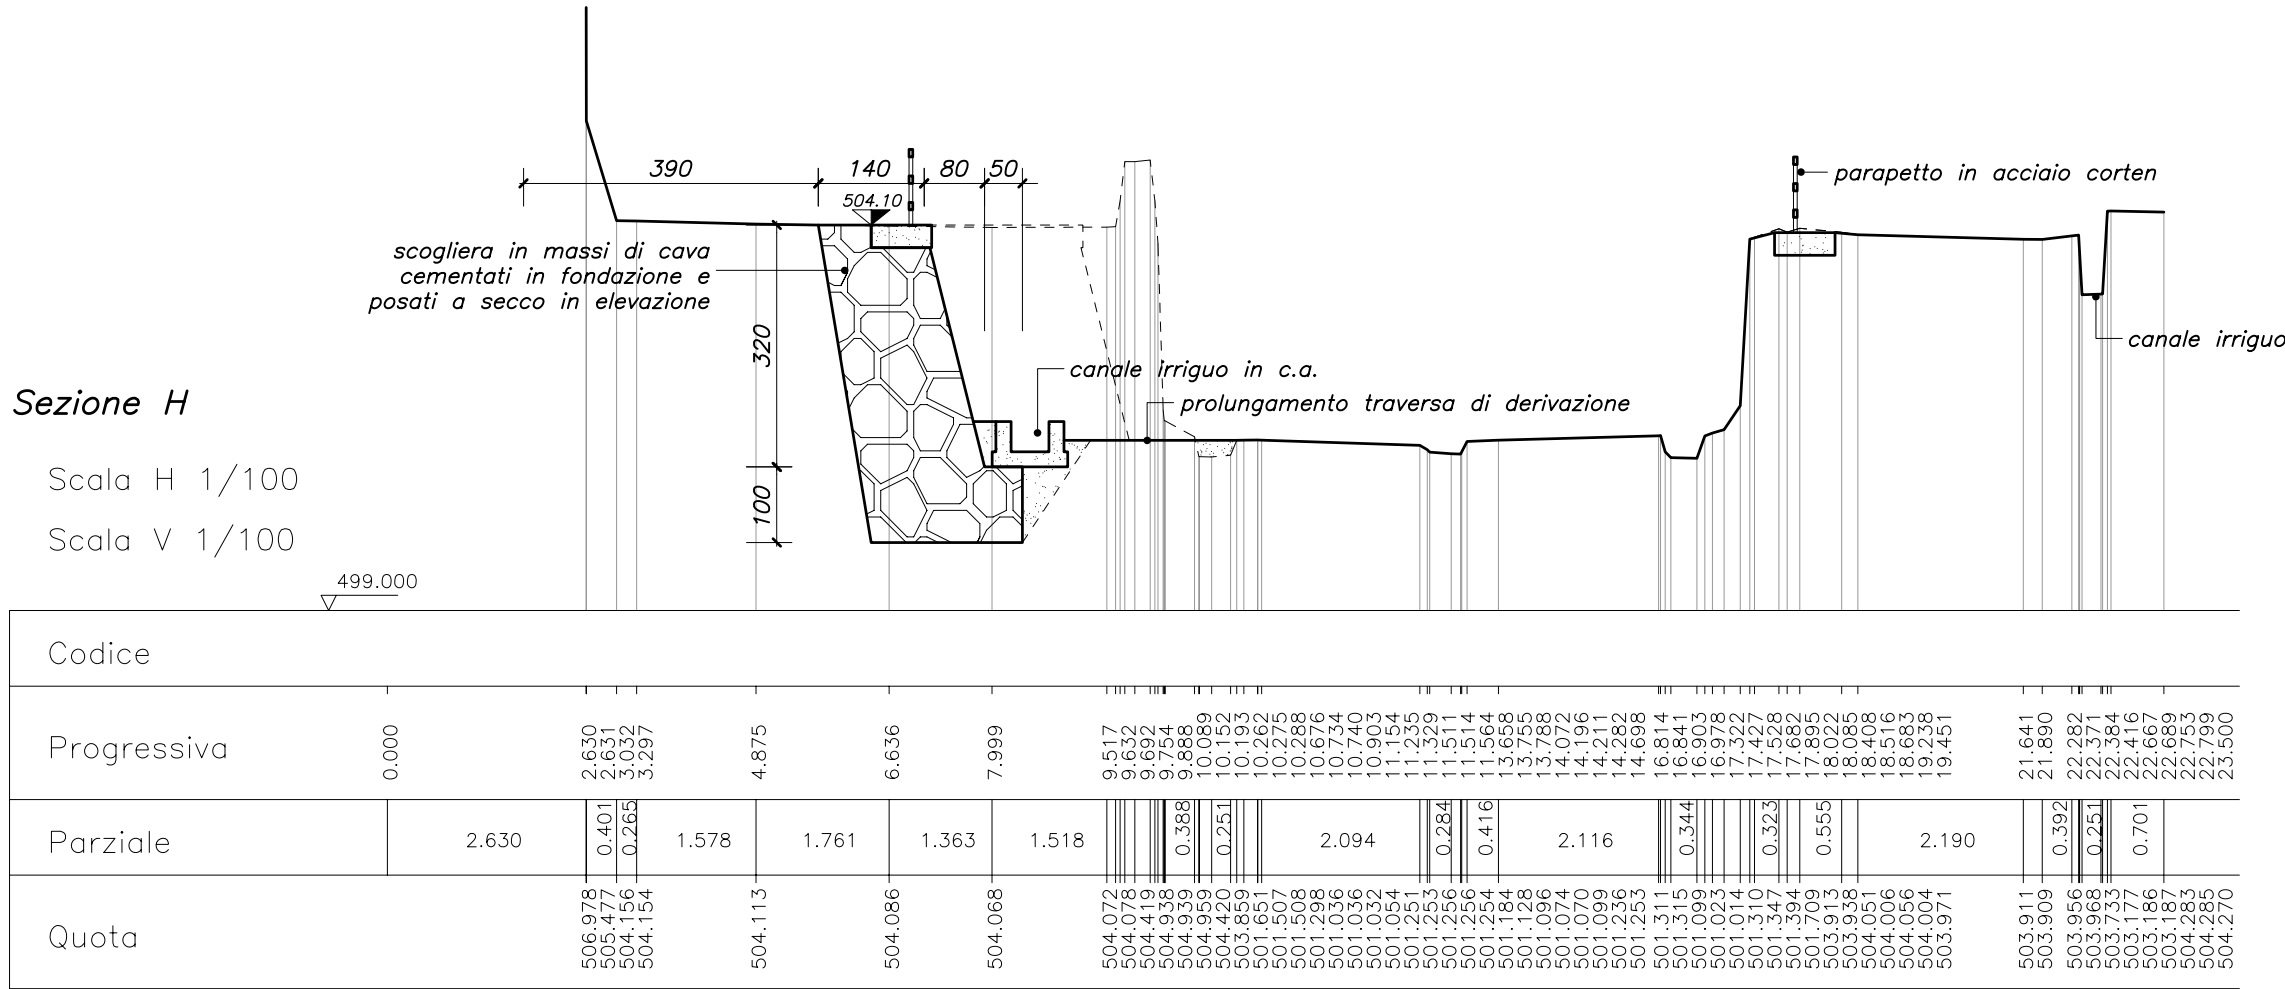 390 140 80 50
504.10
parapetto in acciaio corten
scogliera in massi di cava
cementati in fondazione e
posati a secco in elevazione
320
canale irriguo
canale irriguo in c.a.
prolungamento traversa di derivazione
Sezione H
Scala H 1/100
100
Scala V 1/100
499.000
Codice
Progressiva 0.000 2.630 2.631 3.032 3.297 4.875 6.636 7.999 9.517 9.632 9.692 9.754 9.888 10.089 10.152 10.193 10.262 10.275 10.288 10.676 10.734 10.740 10.903 11.154 11.235 11.329 11.511 11.514 11.564 13.658 13.755 13.788 14.072 14.196 14.211 14.282 14.698 16.814 16.841 16.903 16.978 17.322 17.427 17.528 17.682 17.895 18.022 18.085 18.408 18.516 18.683 19.238 19.451 21.641 21.890 22.282 22.371 22.384 22.416 22.667 22.689 22.753 22.799 23.500
Parziale 2.630 0.401 0.265 1.578 1.761 1.363 1.518 0.388 0.251 2.094 0.284 0.416 2.116 0.344 0.323 0.555 2.190 0.392 0.251 0.701
Quota 506.978 505.477 504.156 504.154 504.113 504.086 504.068 504.072 504.078 504.419 504.938 504.939 504.959 504.420 503.859 501.651 501.507 501.508 501.298 501.036 501.036 501.032 501.054 501.251 501.253 501.256 501.256 501.254 501.184 501.128 501.096 501.074 501.070 501.099 501.236 501.253 501.311 501.315 501.099 501.023 501.014 501.310 501.347 501.394 501.709 503.913 503.938 504.051 504.006 504.056 504.004 503.971 503.911 503.909 503.956 503.968 503.733 503.177 503.186 503.187 504.283 504.285 504.270